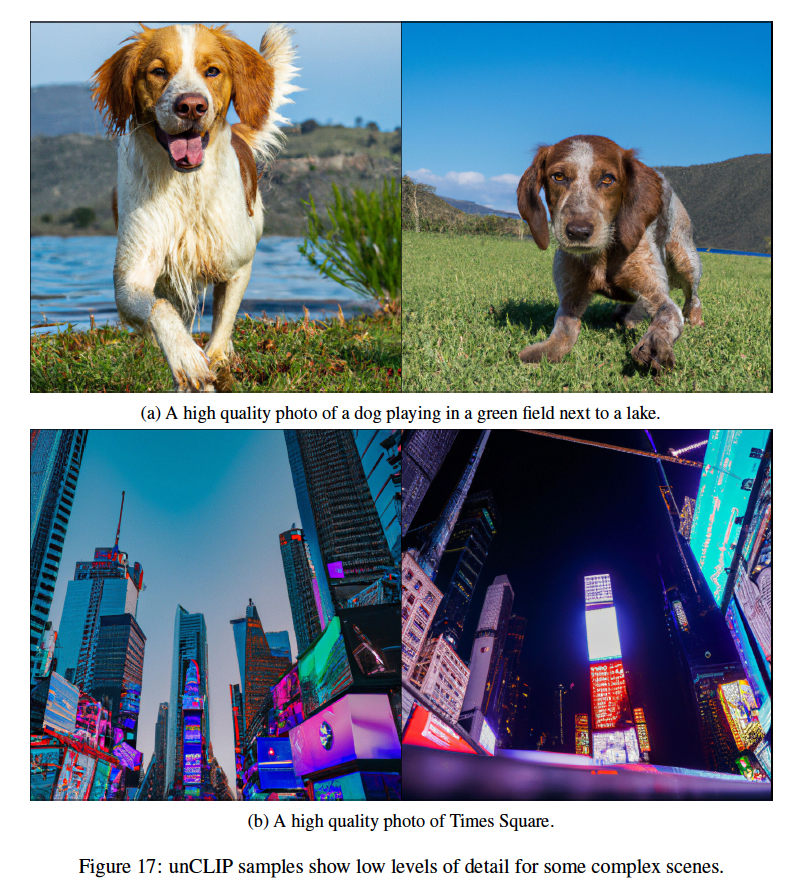 (a) A high quality photo of a dog playing in a green field next to a lake.
(b) A high quality photo of Times Square.
Figure 17: unCLIP samples show low levels of detail for some complex scenes.